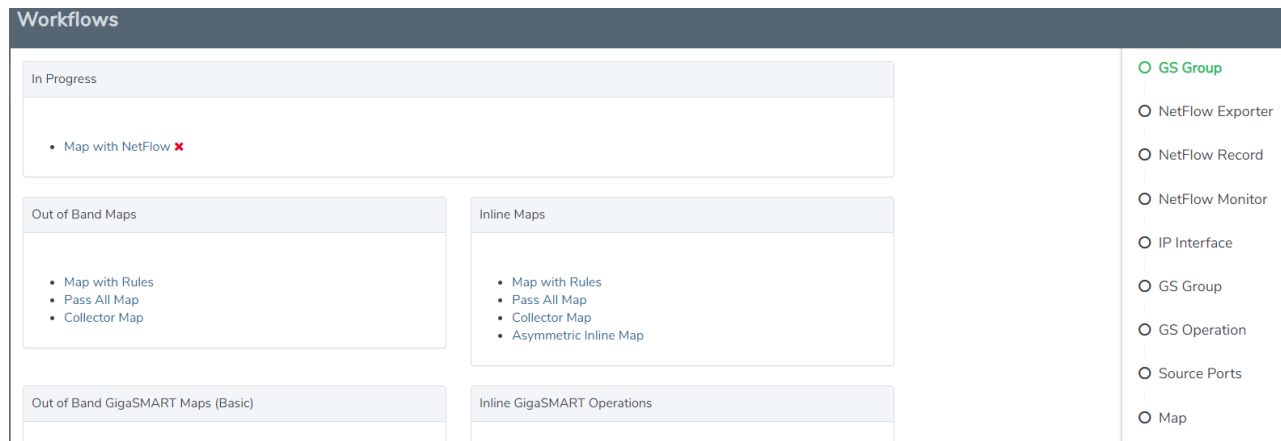 Workflows
In Progress
Map with NetFlow
Out of Band Maps
Map with Rules
Pass All Map
Collector Map
Inline Maps
Map with Rules
Pass All Map
Collector Map
Asymmetric Inline Map
Out of Band GigaSMART Maps (Basic)
Inline GigaSMART Operations
GS Group
NetFlow Exporter
NetFlow Record
NetFlow Monitor
IP Interface
GS Group
GS Operation
Source Ports
Map